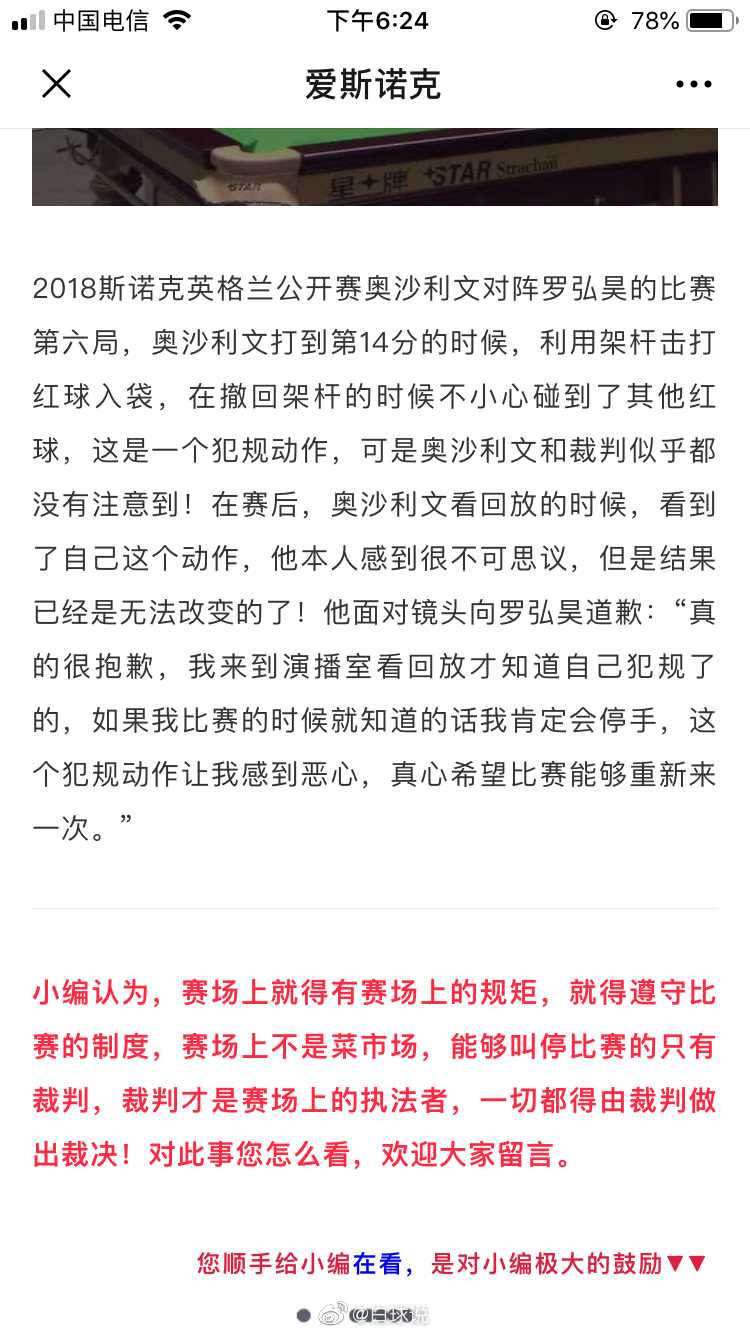 中国电信
下午6:24
78%
爱斯诺克
STAR
星牌
STAR Strachan
2018斯诺克英格兰公开赛奥沙利文对阵罗弘昊的比赛
第六局，奥沙利文打到第14分的时候，利用架杆击打
红球入袋，在撤回架杆的时候不小心碰到了其他红
球，这是一个犯规动作，可是奥沙利文和裁判似乎都
没有注意到！在赛后，奥沙利文看回放的时候，看到
了自己这个动作，他本人感到很不可思议，但是结果
已经是无法改变的了！他面对镜头向罗弘昊道歉：“真
的很抱歉，我来到演播室看回放才知道自己犯规了
的，如果我比赛的时候就知道的话我肯定会停手，这
个犯规动作让我感到恶心，真心希望比赛能够重新来
一次。”
小编认为，赛场上就得有赛场上的规矩，就得遵守比
赛的制度，赛场上不是菜市场，能够叫停比赛的只有
裁判，裁判才是赛场上的执法者，一切都得由裁判做
出裁决！对此事您怎么看，欢迎大家留言。
您顺手给小编在看，是对小编极大的鼓励▼▼